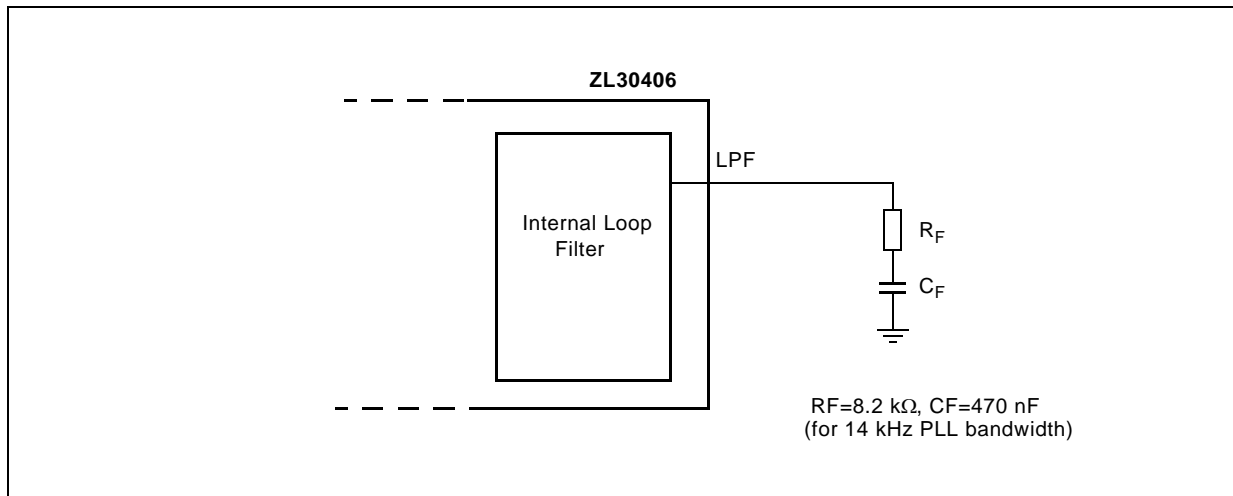 ZL30406
LPF
Internal Loop
Filter
RF
CF
RF=8.2 kΩ, CF=470 nF
(for 14 kHz PLL bandwidth)